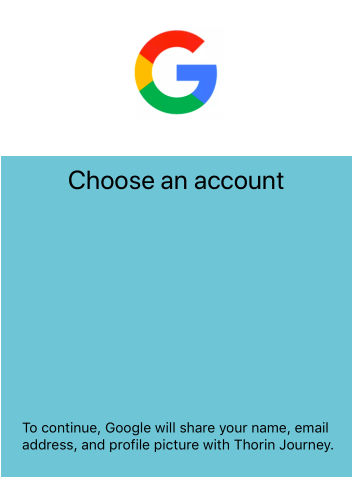 Choose an account
To continue, Google will share your name, email
address, and profile picture with Thorin Journey.